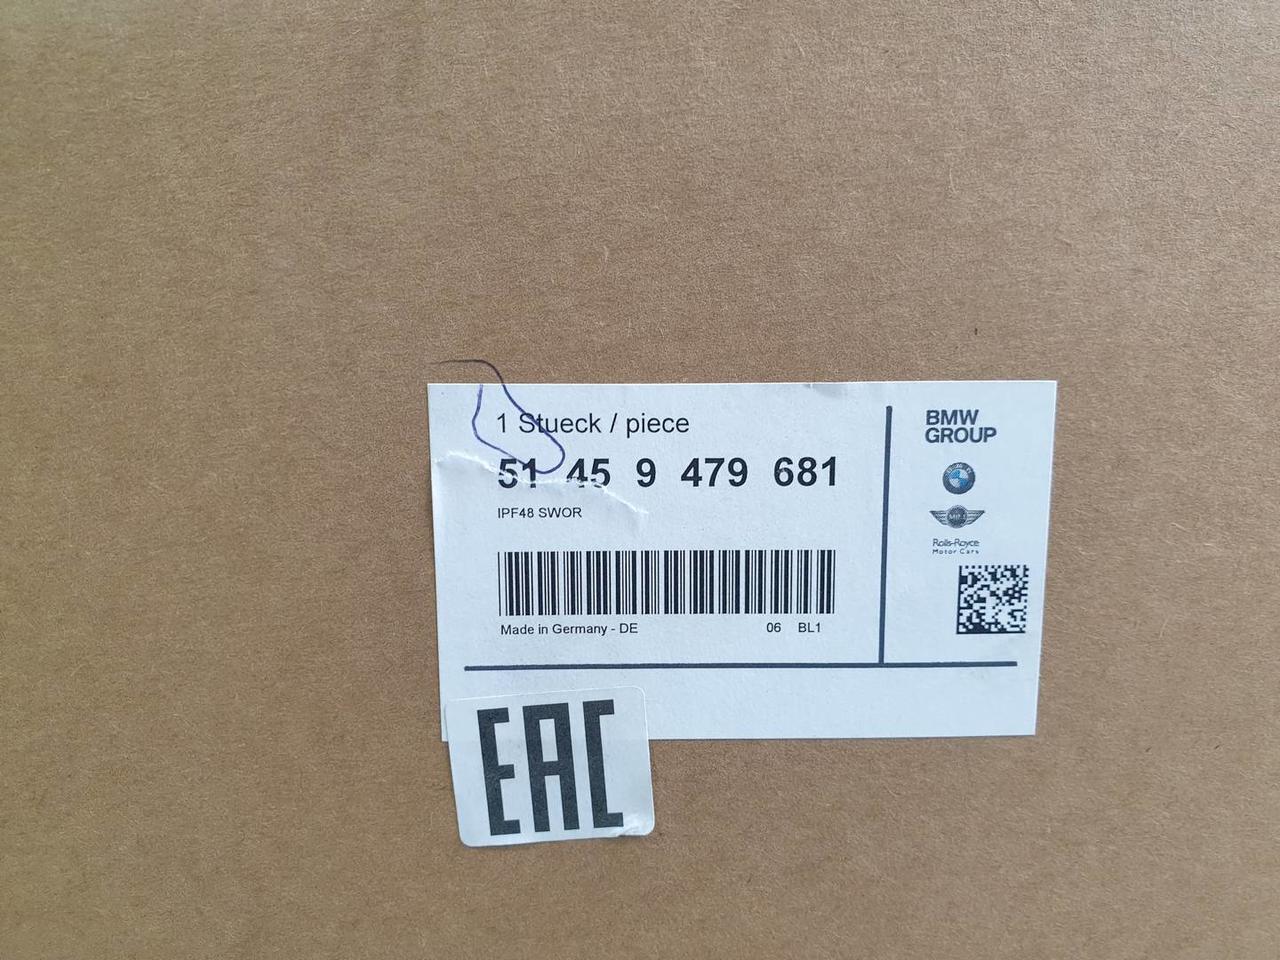 1 Stueck / piece
51 45 9 479 681
IPF48 SWOR
Made in Germany - DE
06 BL1
BMW
GROUP
Rolls-Royce
Motor Cars
EAC